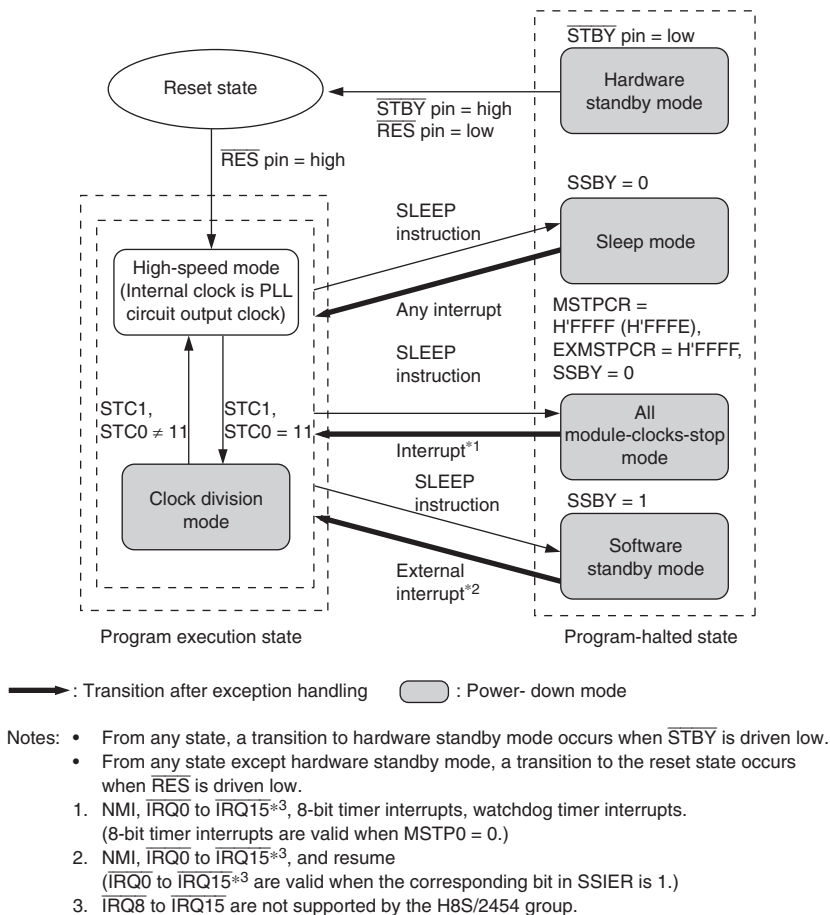 STBY pin = low
Hardware
standby mode
Reset state
STBY pin = high
RES pin = low
RES pin = high
SSBY = 0
SLEEP
instruction
Sleep mode
High-speed mode
(Internal clock is PLL
circuit output clock)
Any interrupt
MSTPCR =
H'FFFF (H'FFFE),
EXMSTPCR = H'FFFF,
SSBY = 0
SLEEP
instruction
STC1,
STC0 ≠ 11
STC1,
STC0 = 11
All
module-clocks-stop
mode
Interrupt*1
SLEEP
instruction
SSBY = 1
Clock division
mode
Software
standby mode
External
interrupt*2
Program execution state
Program-halted state
: Transition after exception handling
: Power- down mode
Notes: • From any state, a transition to hardware standby mode occurs when STBY is driven low.
• From any state except hardware standby mode, a transition to the reset state occurs
when RES is driven low.
1. NMI, IRQ0 to IRQ15*3, 8-bit timer interrupts, watchdog timer interrupts.
(8-bit timer interrupts are valid when MSTP0 = 0.)
2. NMI, IRQ0 to IRQ15*3, and resume
(IRQ0 to IRQ15*3 are valid when the corresponding bit in SSIER is 1.)
3. IRQ8 to IRQ15 are not supported by the H8S/2454 group.